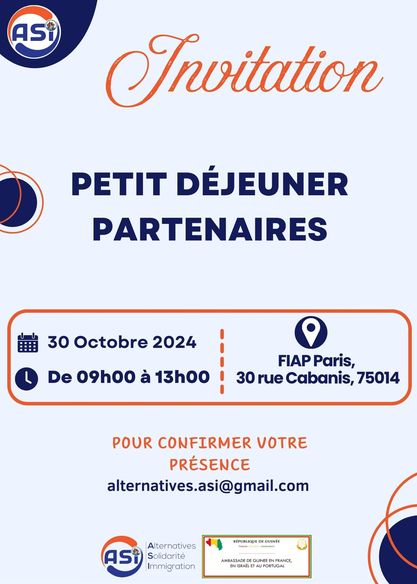 ASI
Invitation
PETIT DÉJEUNER
PARTENAIRES
30 Octobre 2024
De 09h00 à 13h00
FIAP Paris,
30 rue Cabanis, 75014
POUR CONFIRMER VOTRE
PRÉSENCE
alternatives.asi@gmail.com
ASI
Alternatives
Solidarité
Immigration
RÉPUBLIQUE DE GUINÉE
AMBASSADE DE GUINEE EN FRANCE,
EN ISRAËL ET AU PORTUGAL